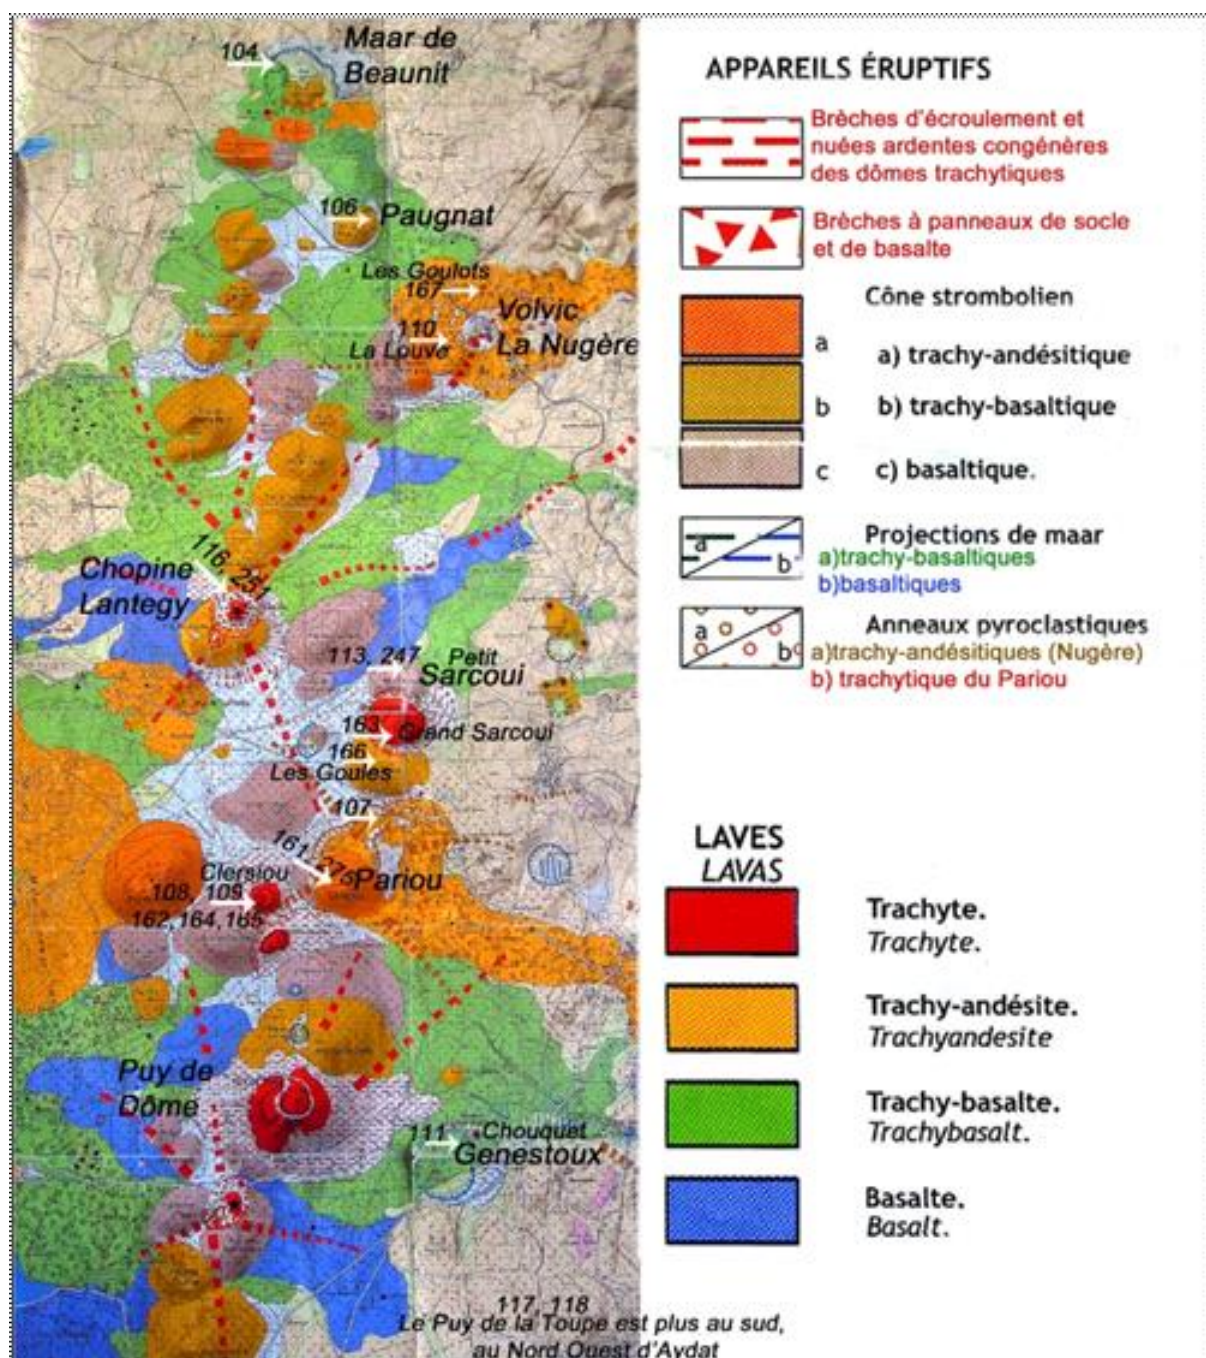 104
Maar de
Beaunit
106
Paugnat
Les Goulots
167
Volvic
110
La Nugère
La Louve
116, 251
Chopine
Lantegy
113, 247
Petit
Sarcoui
163
Grand Sarcoui
166
Les Goules
107
161, 275
Clersiou
Pariou
108, 109
162, 164, 165
Puy de
Dôme
111
Chouquet
Genestoux
117, 118
Le Puy de la Toupe est plus au sud,
au Nord Ouest d'Aydat
APPAREILS ÉRUPTIFS
Brèches d'écroulement et
nuées ardentes congénères
des dômes trachytiques
Brèches à panneaux de socle
et de basalte
Cône strombolien
a
a) trachy-andésitique
b
b) trachy-basaltique
c
c) basaltique.
a
b
Projections de maar
a)trachy-basaltiques
b)basaltiques
a
b
Anneaux pyroclastiques
a)trachy-andésitiques (Nugère)
b) trachytique du Pariou
LAVES
LAVAS
Trachyte.
Trachyte.
Trachy-andésite.
Trachyandesite
Trachy-basalte.
Trachybasalt.
Basalte.
Basalt.